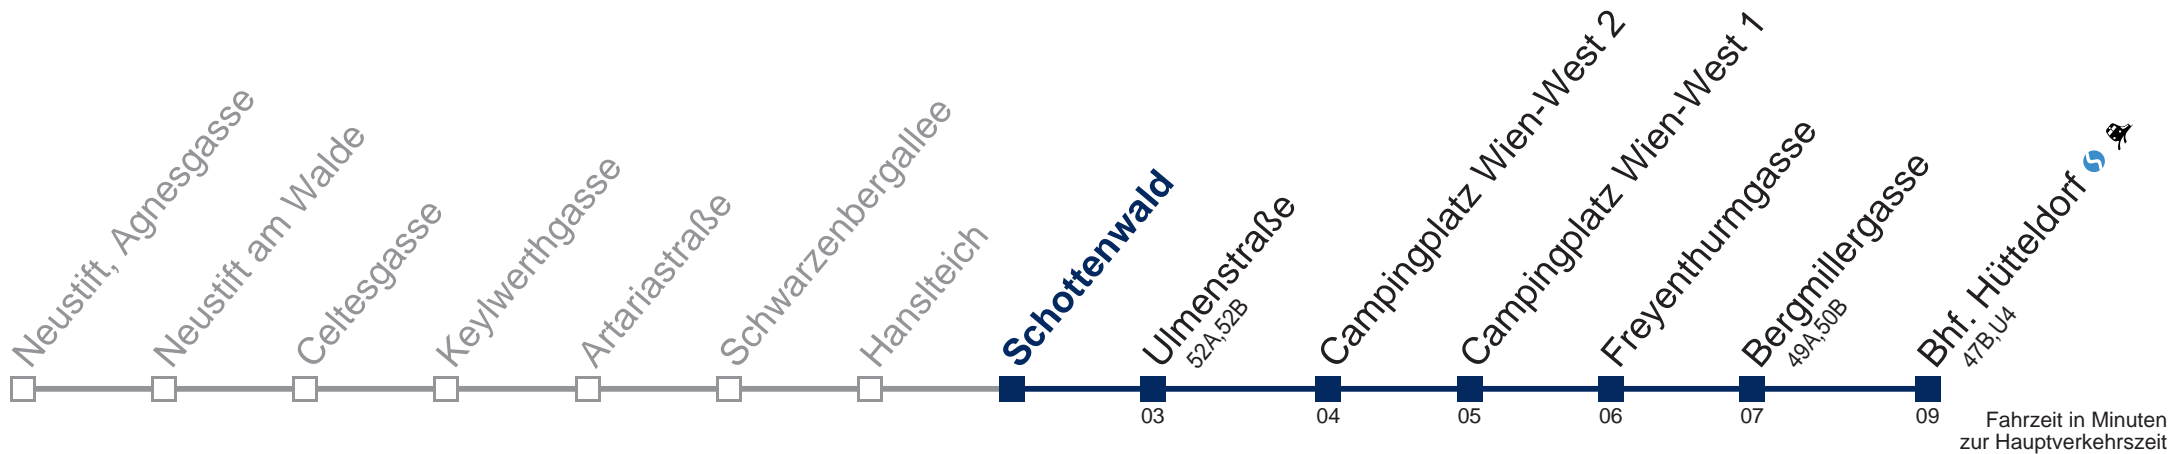 Neustift, Agnesgasse
Neustift am Walde
Celtesgasse
Keylwerthgasse
Artariastraße
Schwarzenbergallee
Hanslteich
Schottenwald
Ulmenstraße
52A,52B
Campingplatz Wien-West 2
Campingplatz Wien-West 1
Freyenthurmgasse
Bergmillergasse
49A,50B
Bhf. Hütteldorf
47B,U4
03
04
05
06
07
09
Fahrzeit in Minuten
zur Hauptverkehrszeit